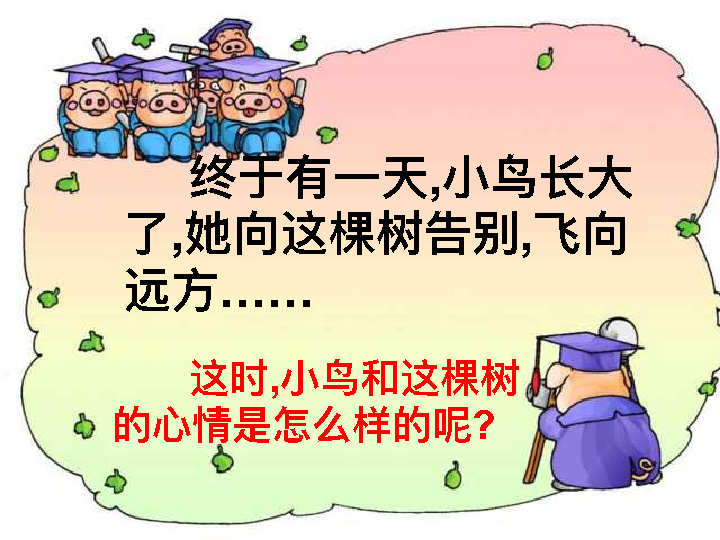 终于有一天,小鸟长大
了,她向这棵树告别,飞向
远方……
这时,小鸟和这棵树
的心情是怎么样的呢?